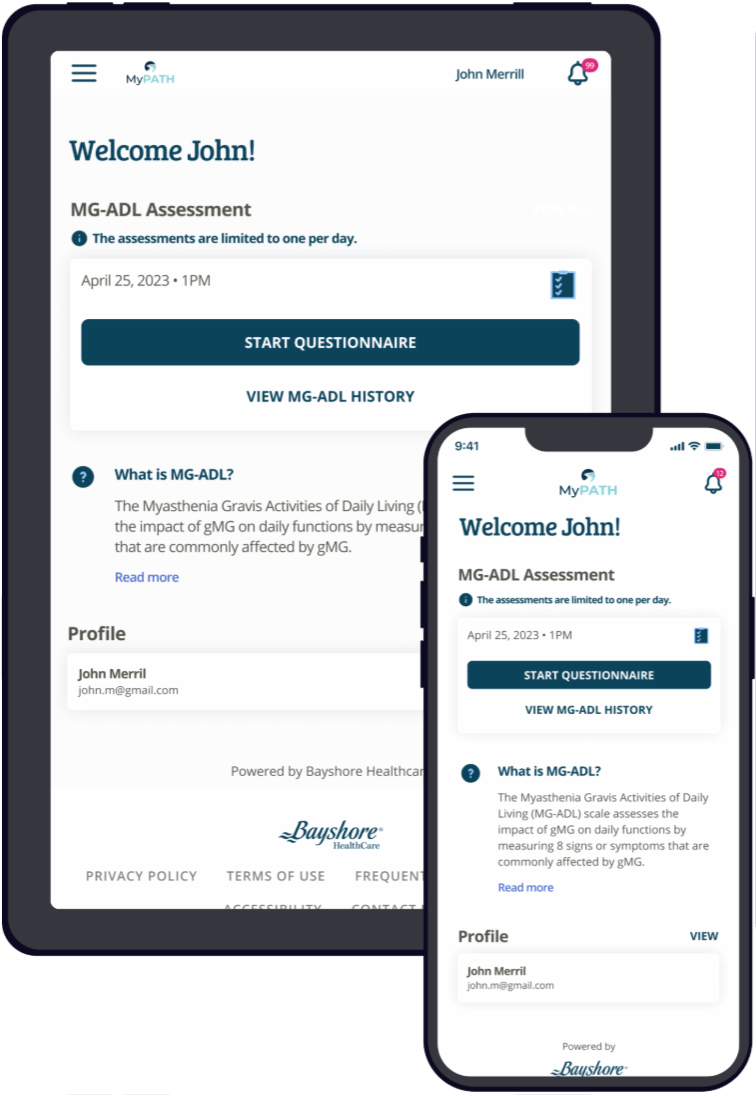 MyPATH
John Merrill
99
Welcome John!
MG-ADL Assessment
The assessments are limited to one per day.
April 25, 2023 • 1PM
START QUESTIONNAIRE
VIEW MG-ADL HISTORY
What is MG-ADL?
The Myasthenia Gravis Activities of Daily Living (
the impact of gMG on daily functions by measur
that are commonly affected by gMG.
Read more
Profile
John Merril
john.m@gmail.com
Powered by Bayshore Healthcar
Bayshore
HealthCare
PRIVACY POLICY TERMS OF USE FREQUENT
ACCESSIBILITY CONTACT
9:41
MyPATH
12
Welcome John!
MG-ADL Assessment
The assessments are limited to one per day.
April 25, 2023 • 1PM
START QUESTIONNAIRE
VIEW MG-ADL HISTORY
What is MG-ADL?
The Myasthenia Gravis Activities of Daily
Living (MG-ADL) scale assesses the
impact of gMG on daily functions by
measuring 8 signs or symptoms that are
commonly affected by gMG.
Read more
Profile VIEW
John Merril
john.m@gmail.com
Powered by
Bayshore